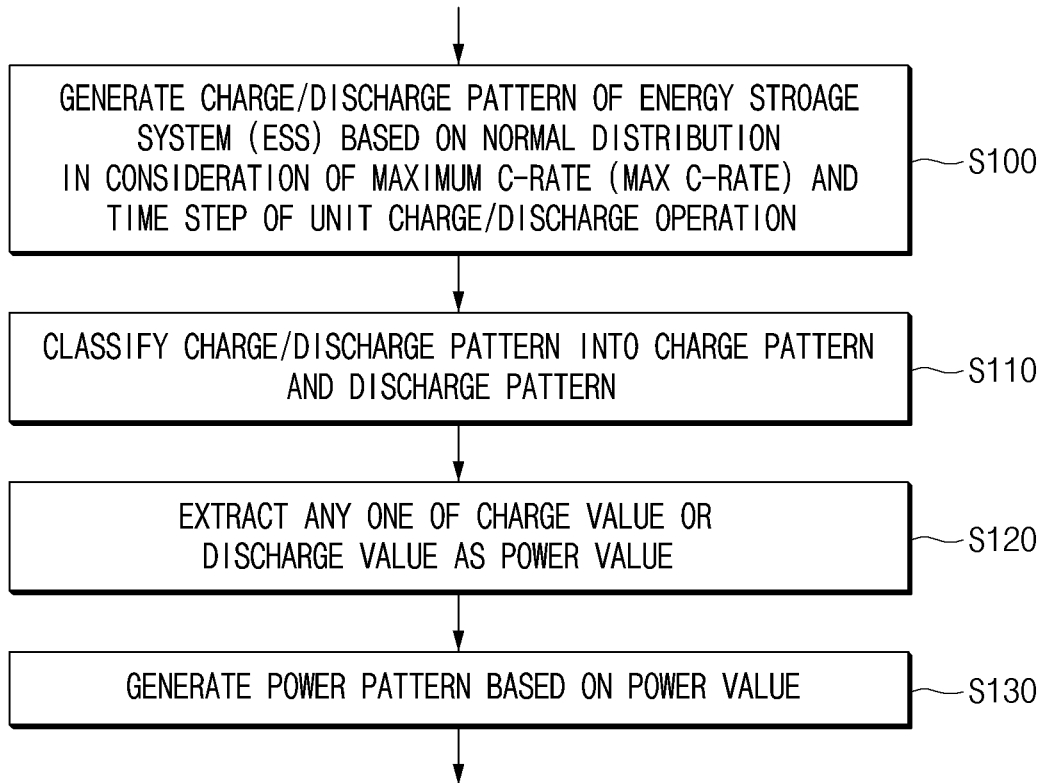 GENERATE CHARGE/DISCHARGE PATTERN OF ENERGY STROAGE
SYSTEM (ESS) BASED ON NORMAL DISTRIBUTION
IN CONSIDERATION OF MAXIMUM C-RATE (MAX C-RATE) AND
TIME STEP OF UNIT CHARGE/DISCHARGE OPERATION
S100
CLASSIFY CHARGE/DISCHARGE PATTERN INTO CHARGE PATTERN
AND DISCHARGE PATTERN
S110
EXTRACT ANY ONE OF CHARGE VALUE OR
DISCHARGE VALUE AS POWER VALUE
S120
GENERATE POWER PATTERN BASED ON POWER VALUE
S130